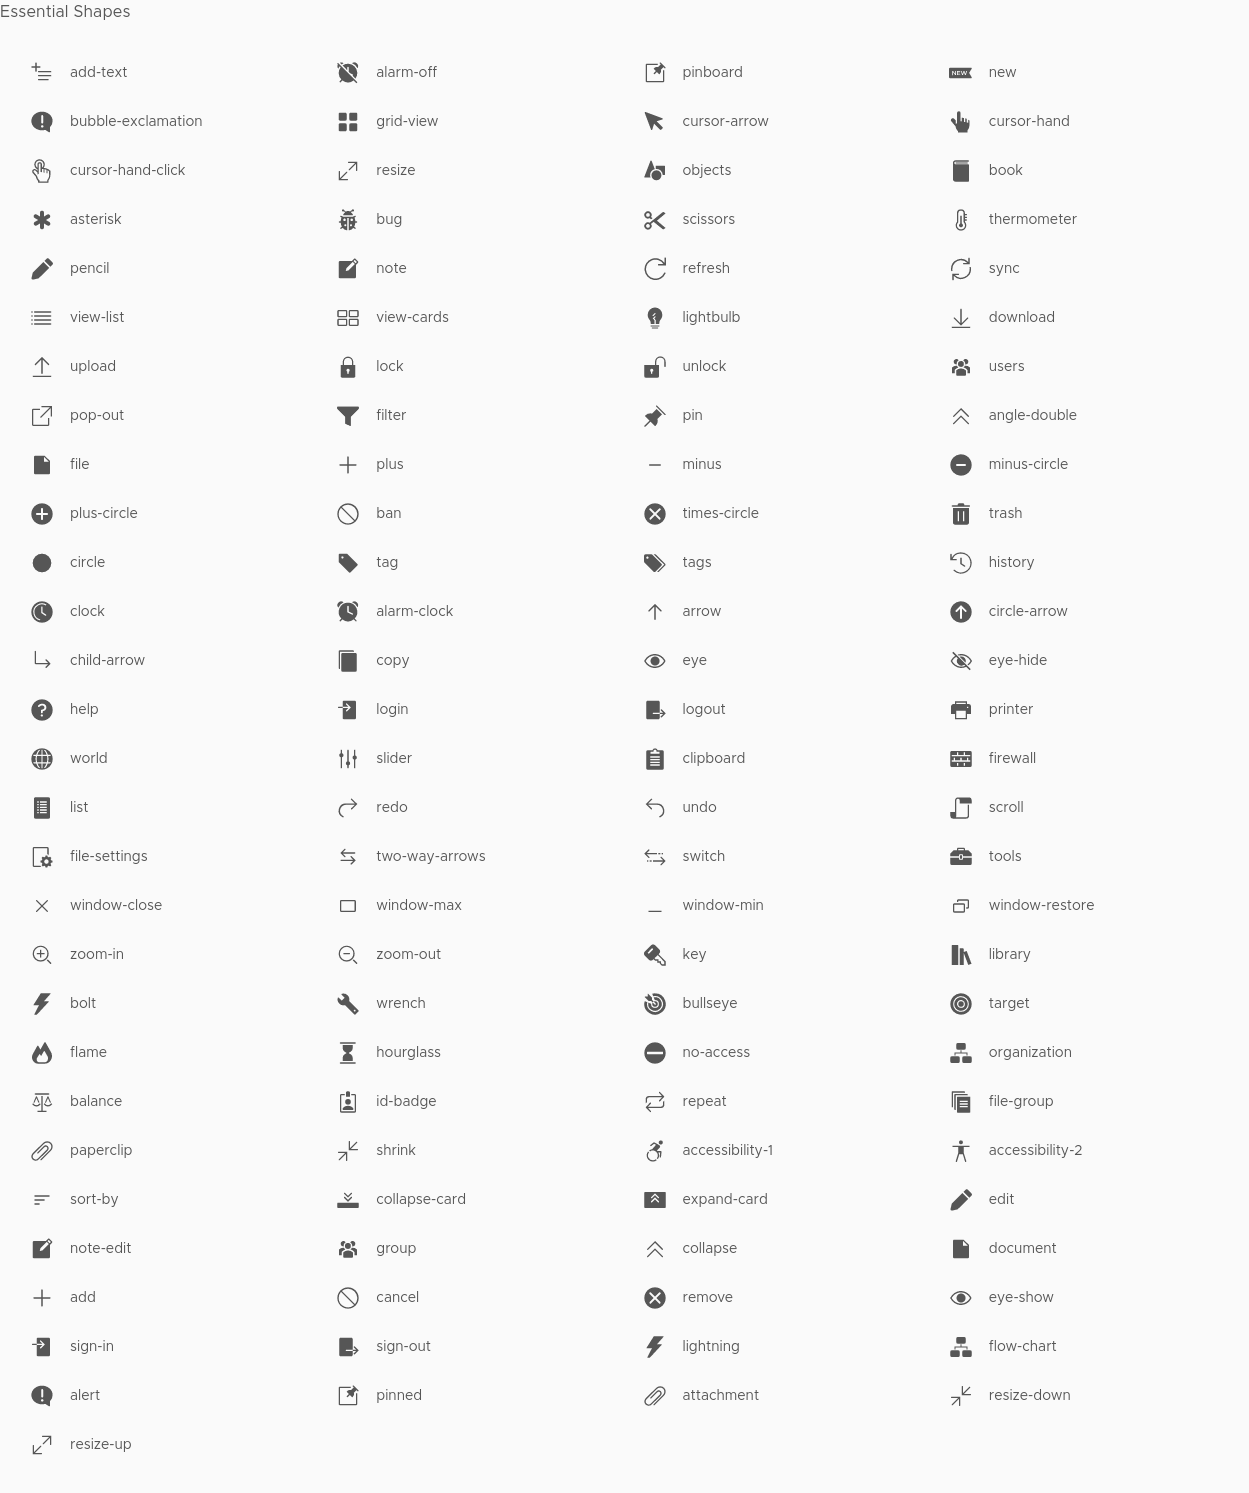 Essential Shapes
add-text alarm-off pinboard NEW new
bubble-exclamation grid-view cursor-arrow cursor-hand
cursor-hand-click resize objects book
asterisk bug scissors thermometer
pencil note refresh sync
view-list view-cards lightbulb download
upload lock unlock users
pop-out filter pin angle-double
file plus minus minus-circle
plus-circle ban times-circle trash
circle tag tags history
clock alarm-clock arrow circle-arrow
child-arrow copy eye eye-hide
help login logout printer
world slider clipboard firewall
list redo undo scroll
file-settings two-way-arrows switch tools
window-close window-max window-min window-restore
zoom-in zoom-out key library
bolt wrench bullseye target
flame hourglass no-access organization
balance id-badge repeat file-group
paperclip shrink accessibility-1 accessibility-2
sort-by collapse-card expand-card edit
note-edit group collapse document
add cancel remove eye-show
sign-in sign-out lightning flow-chart
alert pinned attachment resize-down
resize-up